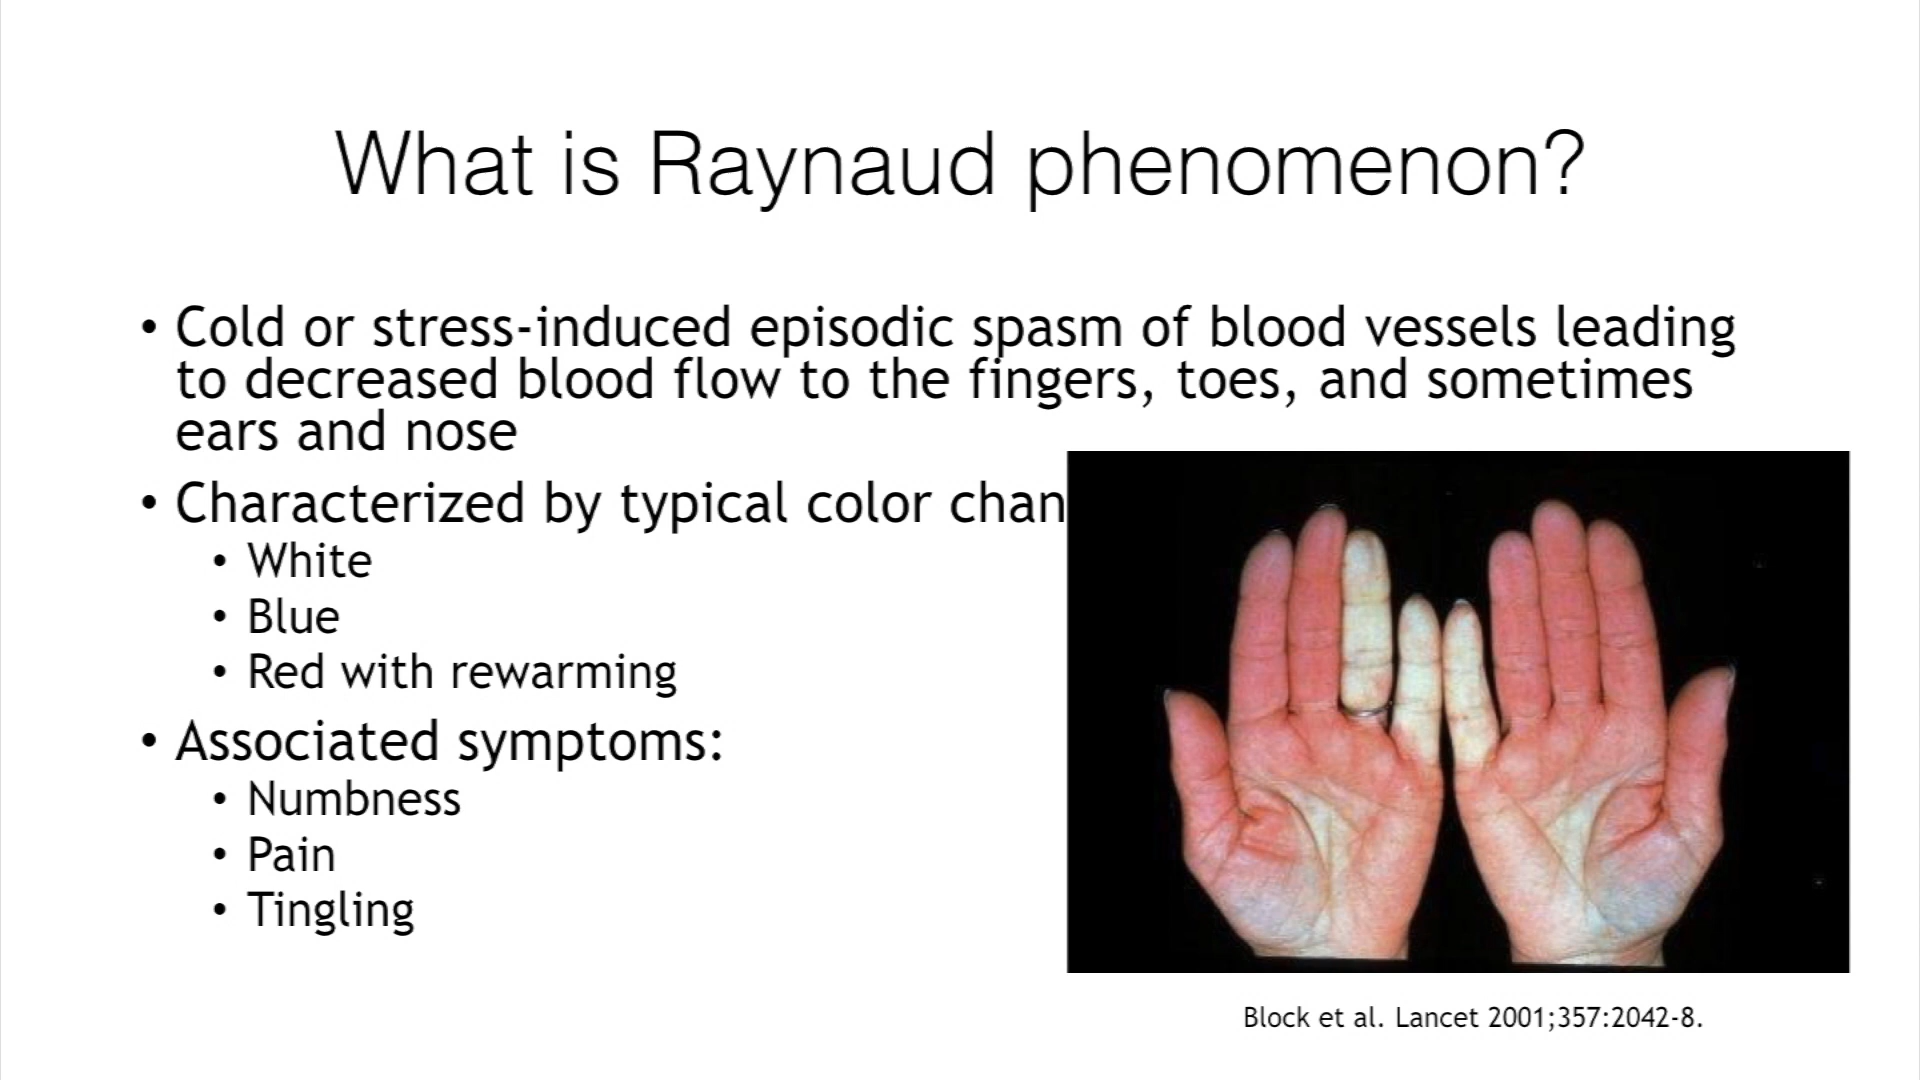 What is Raynaud phenomenon?
• Cold or stress-induced episodic spasm of blood vessels leading
to decreased blood flow to the fingers, toes, and sometimes
ears and nose
• Characterized by typical color chan
• White
• Blue
• Red with rewarming
• Associated symptoms:
• Numbness
• Pain
• Tingling
Block et al. Lancet 2001;357:2042-8.